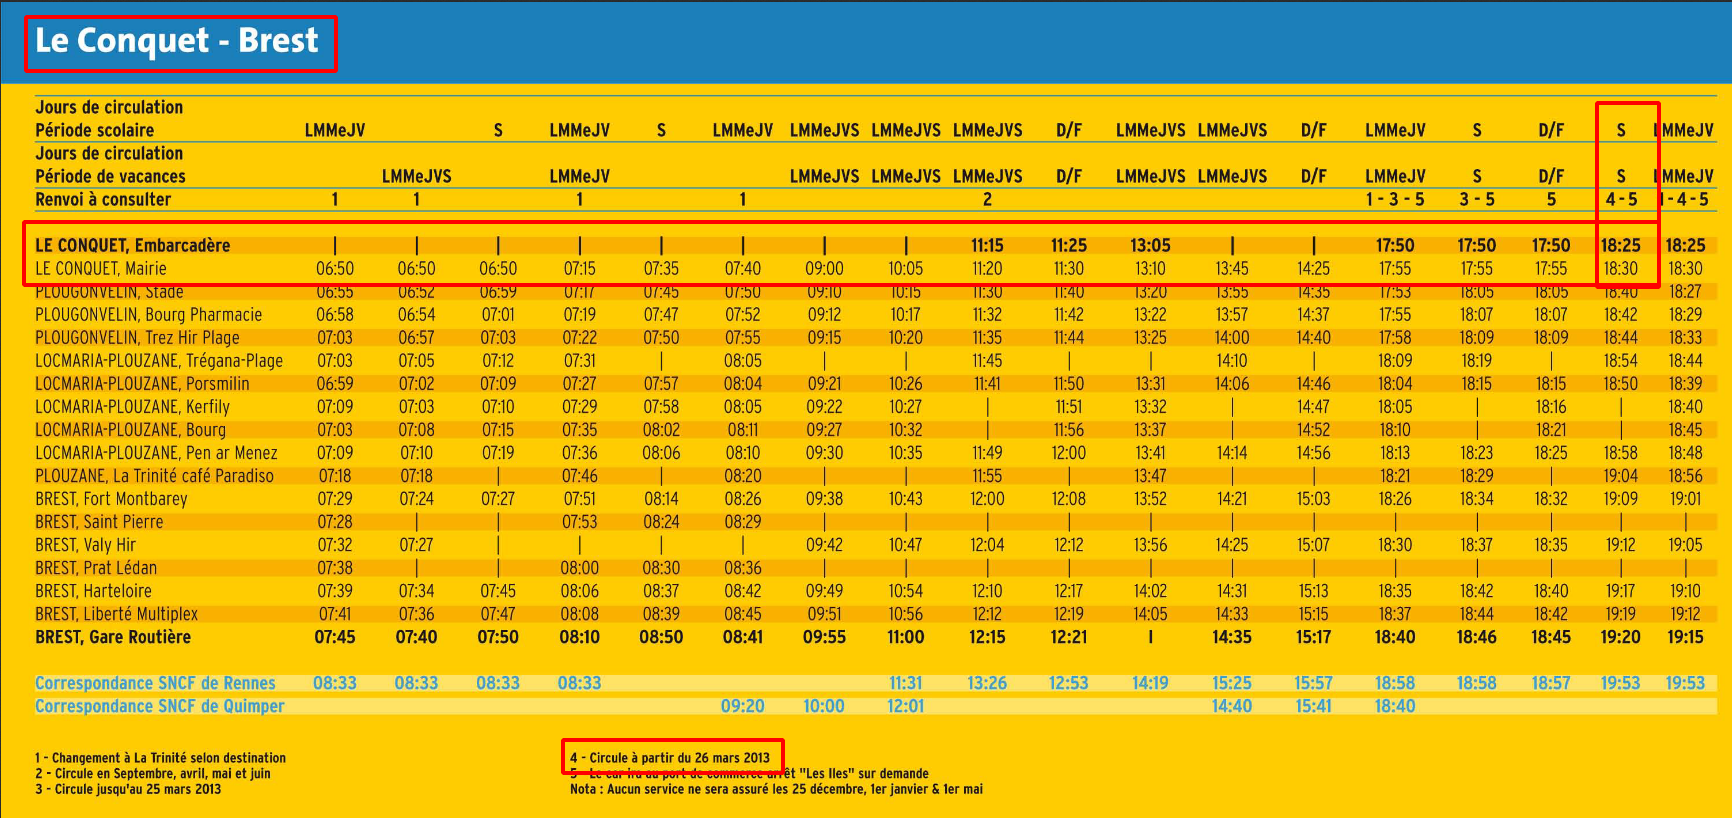 Le Conquet - Brest
Jours de circulation
Période scolaire LMMeJV S LMMeJV S LMMeJV LMMeJVS LMMeJVS LMMeJVS D/F LMMeJVS LMMeJVS D/F LMMeJV S D/F S LMMeJV
Jours de circulation
Période de vacances LMMeJVS LMMeJV LMMeJVS LMMeJVS LMMeJVS D/F LMMeJVS LMMeJVS D/F LMMeJV S D/F S LMMeJV
Renvoi à consulter 1 1 1 1 2 1 - 3 - 5 3 - 5 5 4 - 5 1 - 4 - 5
LE CONQUET, Embarcadère | | | | | | | | 11:15 11:25 13:05 | | 17:50 17:50 17:50 18:25 18:25
LE CONQUET, Mairie 06:50 06:50 06:50 07:15 07:35 07:40 09:00 10:05 11:20 11:30 13:10 13:45 14:25 17:55 17:55 17:55 18:30 18:30
PLOUGONVELIN, Stade 06:55 06:52 06:59 07:17 07:45 07:50 09:10 10:15 11:30 11:40 13:20 13:55 14:35 17:53 18:05 18:05 18:40 18:27
PLOUGONVELIN, Bourg Pharmacie 06:58 06:54 07:01 07:19 07:47 07:52 09:12 10:17 11:32 11:42 13:22 13:57 14:37 17:55 18:07 18:07 18:42 18:29
PLOUGONVELIN, Trez Hir Plage 07:03 06:57 07:03 07:22 07:50 07:55 09:15 10:20 11:35 11:44 13:25 14:00 14:40 17:58 18:09 18:09 18:44 18:33
LOCMARIA-PLOUZANE, Trégana-Plage 07:03 07:05 07:12 07:31 | 08:05 | | 11:45 | | 14:10 | 18:09 18:19 | 18:54 18:44
LOCMARIA-PLOUZANE, Porsmilin 06:59 07:02 07:09 07:27 07:57 08:04 09:21 10:26 11:41 11:50 13:31 14:06 14:46 18:04 18:15 18:15 18:50 18:39
LOCMARIA-PLOUZANE, Kerfily 07:09 07:03 07:10 07:29 07:58 08:05 09:22 10:27 | 11:51 13:32 | 14:47 18:05 | 18:16 | 18:40
LOCMARIA-PLOUZANE, Bourg 07:03 07:08 07:15 07:35 08:02 08:11 09:27 10:32 | 11:56 13:37 | 14:52 18:10 | 18:21 | 18:45
LOCMARIA-PLOUZANE, Pen ar Menez 07:09 07:10 07:19 07:36 08:06 08:10 09:30 10:35 11:49 12:00 13:41 14:14 14:56 18:13 18:23 18:25 18:58 18:48
PLOUZANE, La Trinité café Paradiso 07:18 07:18 | 07:46 | 08:20 | | 11:55 | 13:47 | | 18:21 18:29 | 19:04 18:56
BREST, Fort Montbarey 07:29 07:24 07:27 07:51 08:14 08:26 09:38 10:43 12:00 12:08 13:52 14:21 15:03 18:26 18:34 18:32 19:09 19:01
BREST, Saint Pierre 07:28 | | 07:53 08:24 08:29 | | | | | | | | | | | |
BREST, Valy Hir 07:32 07:27 | | | | 09:42 10:47 12:04 12:12 13:56 14:25 15:07 18:30 18:37 18:35 19:12 19:05
BREST, Prat Lédan 07:38 | | 08:00 08:30 08:36 | | | | | | | | | | | |
BREST, Harteloire 07:39 07:34 07:45 08:06 08:37 08:42 09:49 10:54 12:10 12:17 14:02 14:31 15:13 18:35 18:42 18:40 19:17 19:10
BREST, Liberté Multiplex 07:41 07:36 07:47 08:08 08:39 08:45 09:51 10:56 12:12 12:19 14:05 14:33 15:15 18:37 18:44 18:42 19:19 19:12
BREST, Gare Routière 07:45 07:40 07:50 08:10 08:50 08:41 09:55 11:00 12:15 12:21 I 14:35 15:17 18:40 18:46 18:45 19:20 19:15
Correspondance SNCF de Rennes 08:33 08:33 08:33 08:33 11:31 13:26 12:53 14:19 15:25 15:57 18:58 18:58 18:57 19:53 19:53
Correspondance SNCF de Quimper 09:20 10:00 12:01 14:40 15:41 18:40
1 - Changement à La Trinité selon destination
2 - Circule en Septembre, avril, mai et juin
3 - Circule jusqu'au 25 mars 2013
4 - Circule à partir du 26 mars 2013
5 - Le car ira au port de commerce arrêt "Les Iles" sur demande
Nota : Aucun service ne sera assuré les 25 décembre, 1er janvier & 1er mai